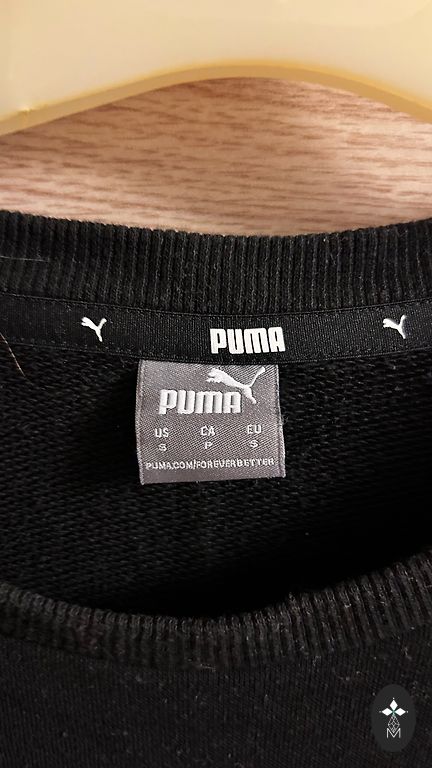 PUMA
PUMA
US CA EU
S P S
PUMA.COM/FOREVERBETTER
M